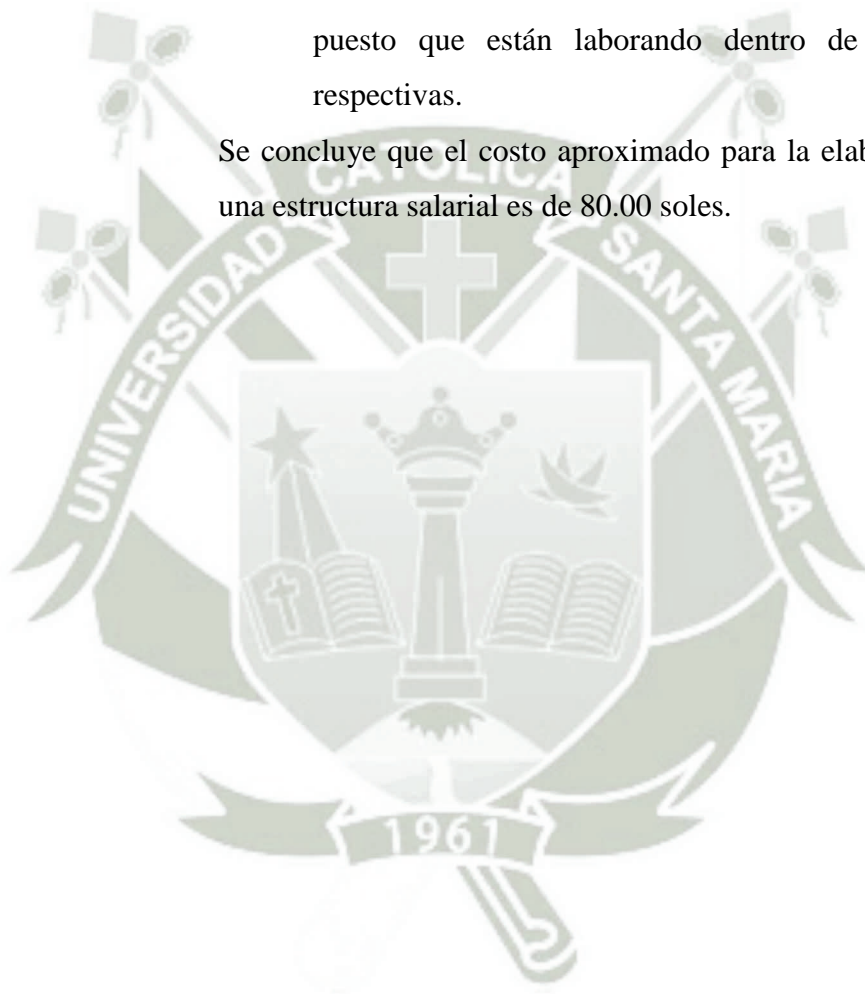 puesto que están laborando dentro de
respectivas.
Se concluye que el costo aproximado para la
una estructura salarial es de 80.00 soles.
CATOLICA
UNIVERSIDAD
SANTA MARIA
1961